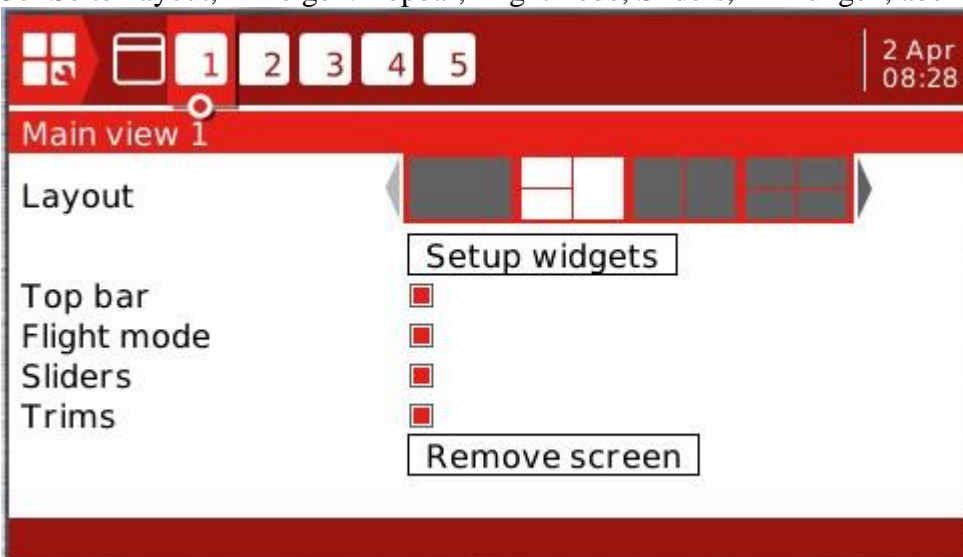 1 2 3 4 5
2 Apr
08:28
Main view 1
Layout
Setup widgets
Top bar
Flight mode
Sliders
Trims
Remove screen